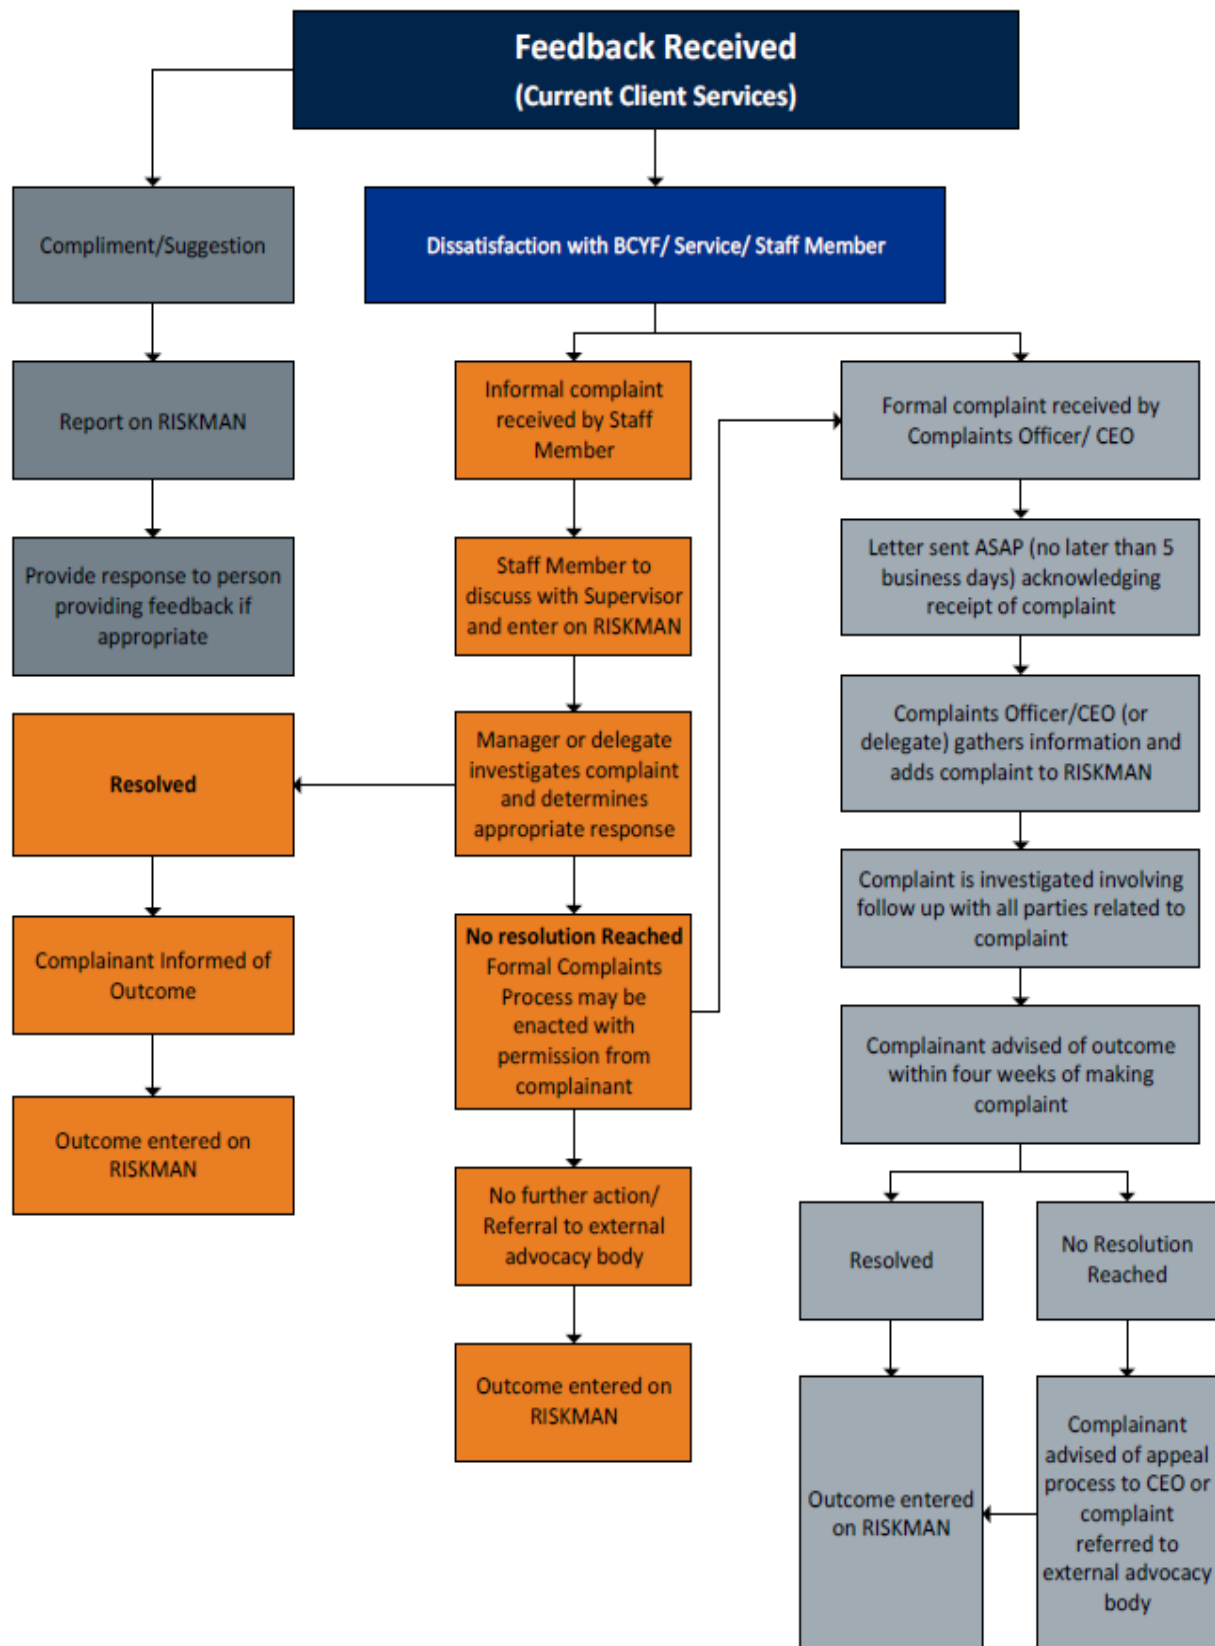 Feedback Received
(Current Client Services)
Compliment/Suggestion
Dissatisfaction with BCYF/ Service/ Staff Member
Report on RISKMAN
Informal complaint
received by Staff
Member
Formal complaint received by
Complaints Officer/ CEO
Provide response to person
providing feedback if
appropriate
Staff Member to
discuss with Supervisor
and enter on RISKMAN
Letter sent ASAP (no later than 5
business days) acknowledging
receipt of complaint
Resolved
Manager or delegate
investigates complaint
and determines
appropriate response
Complaints Officer/CEO (or
delegate) gathers information and
adds complaint to RISKMAN
Complainant Informed of
Outcome
No resolution Reached
Formal Complaints
Process may be
enacted with
permission from
complainant
Complaint is investigated involving
follow up with all parties related to
complaint
Complainant advised of outcome
within four weeks of making
complaint
Outcome entered on
RISKMAN
No further action/
Referral to external
advocacy body
Resolved
No Resolution
Reached
Outcome entered on
RISKMAN
Outcome entered
on RISKMAN
Complainant
advised of appeal
process to CEO or
complaint
referred to
external advocacy
body